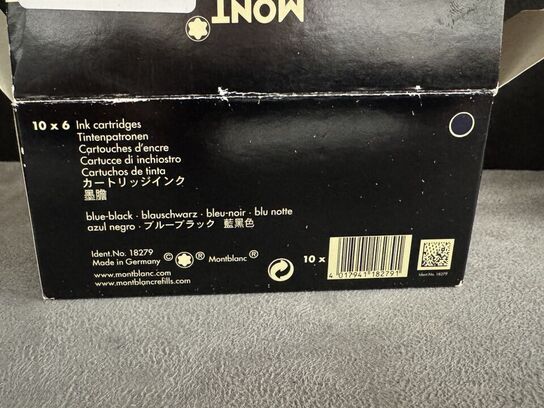 MONT
10 x 6 Ink cartridges
Tintenpatronen
Cartouches d'encre
Cartucce di inchiostro
Cartuchos de tinta
カートリッジインク
墨膽
blue-black · blauschwarz · bleu-noir · blu notte
azul negro · ブルーブラック 藍黑色
Ident.No. 18279
Made in Germany © ® Montblanc ®
www.montblanc.com
www.montblancrefills.com
10 x
4 017941 182791
Ident.No. 18279